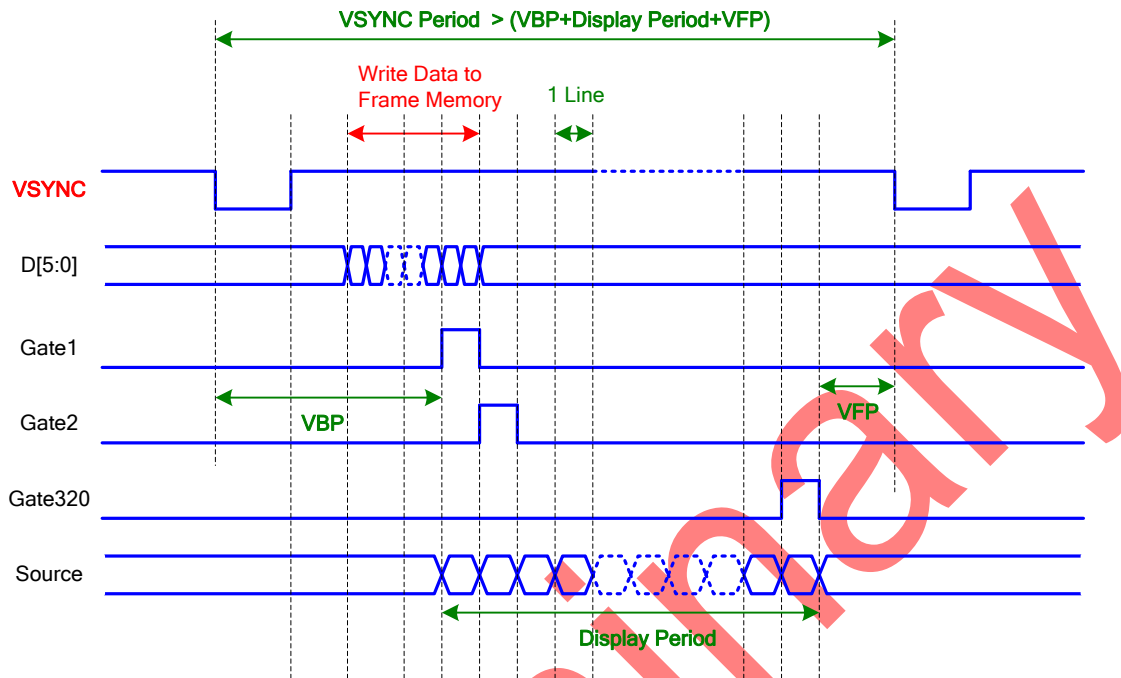 VSYNC Period > (VBP+Display Period+VFP)
Write Data to
Frame Memory
1 Line
VSYNC
D[5:0]
Gate1
VBP
VFP
Gate2
Gate320
Source
Display Period
inary